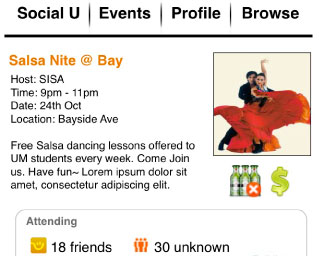 Social U | Events | Profile | Browse
Salsa Nite @ Bay
Host: SISA
Time: 9pm - 11pm
Date: 24th Oct
Location: Bayside Ave
Free Salsa dancing lessons offered to
UM students every week. Come Join
us. Have fun~ Lorem ipsum dolor sit
amet, consectetur adipiscing elit.
$
Attending
18 friends 30 unknown